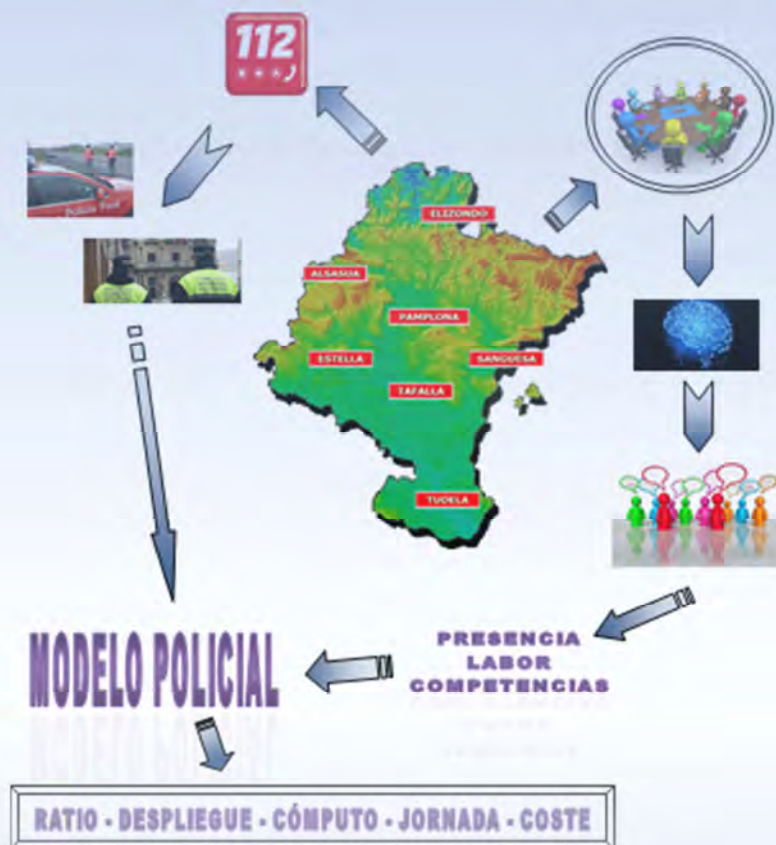 112
ELIZONDO
ALSASUA
PAMPLONA
ESTELLA
SANGUESA
TAFALLA
TUDELA
PRESENCIA
LABOR
COMPETENCIAS
MODELO POLICIAL
RATIO - DESPLIEGUE - CÓMPUTO - JORNADA - COSTE